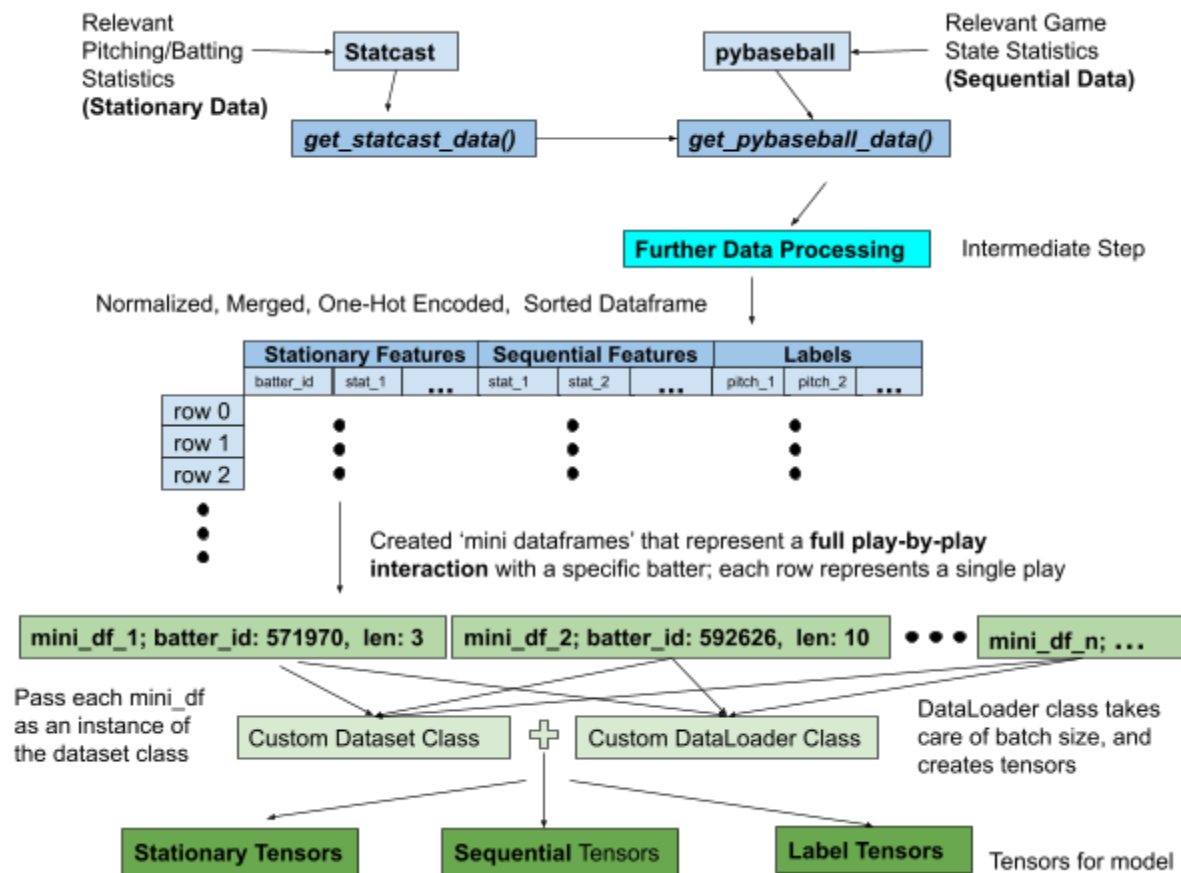 Relevant
Pitching/Batting
Statistics
(Stationary Data)
Statcast
pybaseball
Relevant Game
State Statistics
(Sequential Data)
get_statcast_data()
get_pybaseball_data()
Further Data Processing
Intermediate Step
Normalized, Merged, One-Hot Encoded, Sorted Dataframe
Stationary Features Sequential Features Labels
batter_id stat_1 ... stat_1 stat_2 ... pitch_1 pitch_2 ...
row 0
row 1
row 2
Created ‘mini dataframes’ that represent a full play-by-play
interaction with a specific batter; each row represents a single play
mini_df_1; batter_id: 571970, len: 3
mini_df_2; batter_id: 592626, len: 10
mini_df_n; ...
Pass each mini_df
as an instance of
the dataset class
Custom Dataset Class
Custom DataLoader Class
DataLoader class takes
care of batch size, and
creates tensors
Stationary Tensors
Sequential Tensors
Label Tensors
Tensors for model